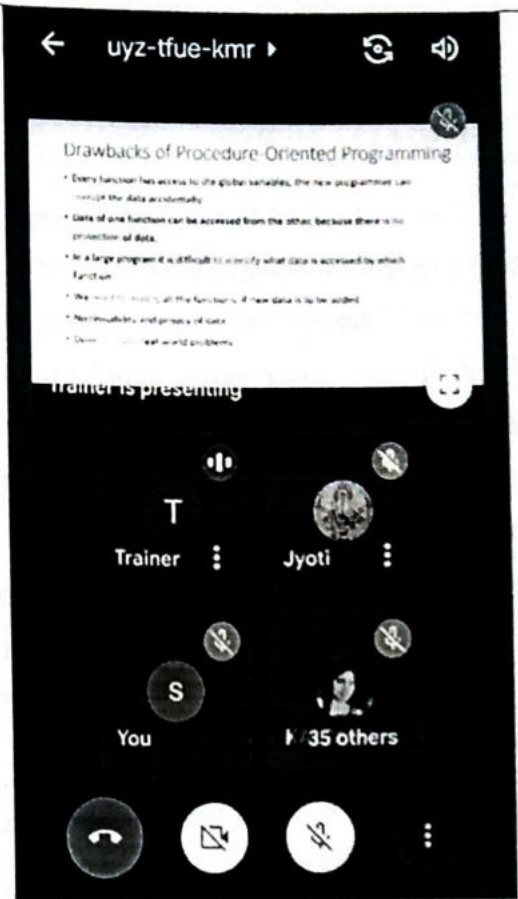 uyz-tfue-kmr
Drawbacks of Procedure-Oriented Programming
• Every function has access to the global variables, the new programmer can
the data accidentally
• Data of one function can be accessed from the other, because there is no
protection of data.
• In a large program it is difficult to identify what data is accessed by which
function
• We all the functions, if new data is to be added
• No reusability and privacy of data
• real world problems
Trainer is presenting
T
Trainer
Jyoti
S
You
35 others